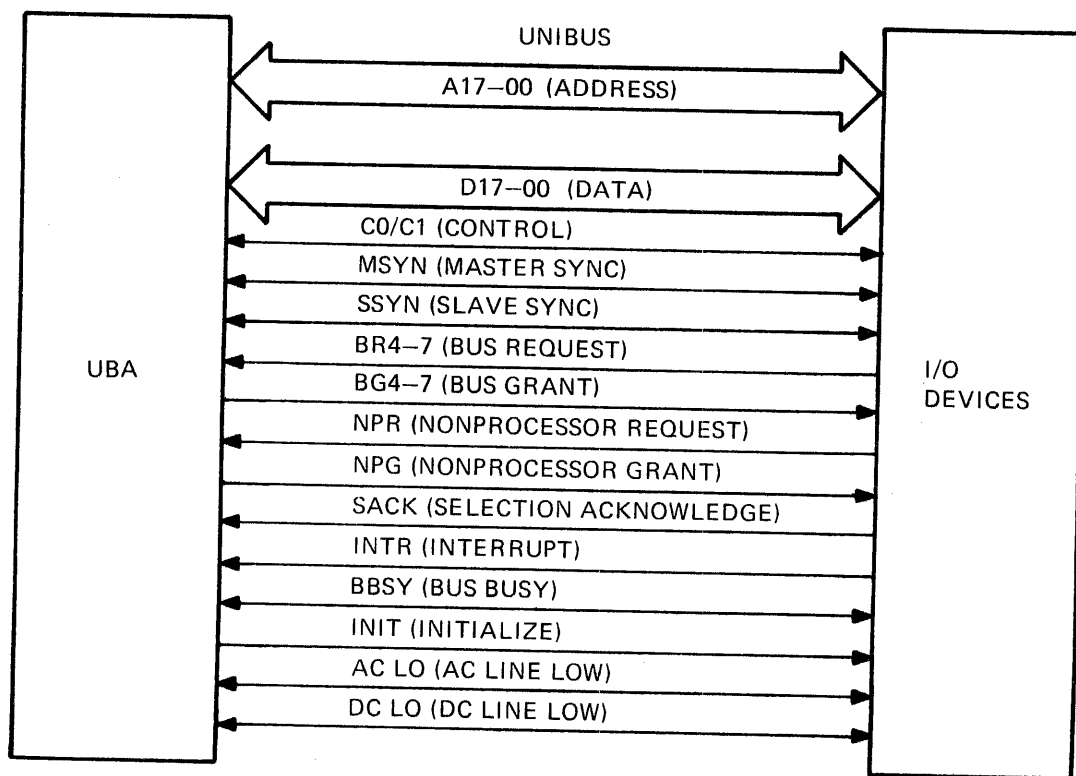 UNIBUS
A17–00 (ADDRESS)
D17–00 (DATA)
C0/C1 (CONTROL)
MSYN (MASTER SYNC)
SSYN (SLAVE SYNC)
BR4–7 (BUS REQUEST)
UBA
BG4–7 (BUS GRANT)
I/O
DEVICES
NPR (NONPROCESSOR REQUEST)
NPG (NONPROCESSOR GRANT)
SACK (SELECTION ACKNOWLEDGE)
INTR (INTERRUPT)
BBSY (BUS BUSY)
INIT (INITIALIZE)
AC LO (AC LINE LOW)
DC LO (DC LINE LOW)